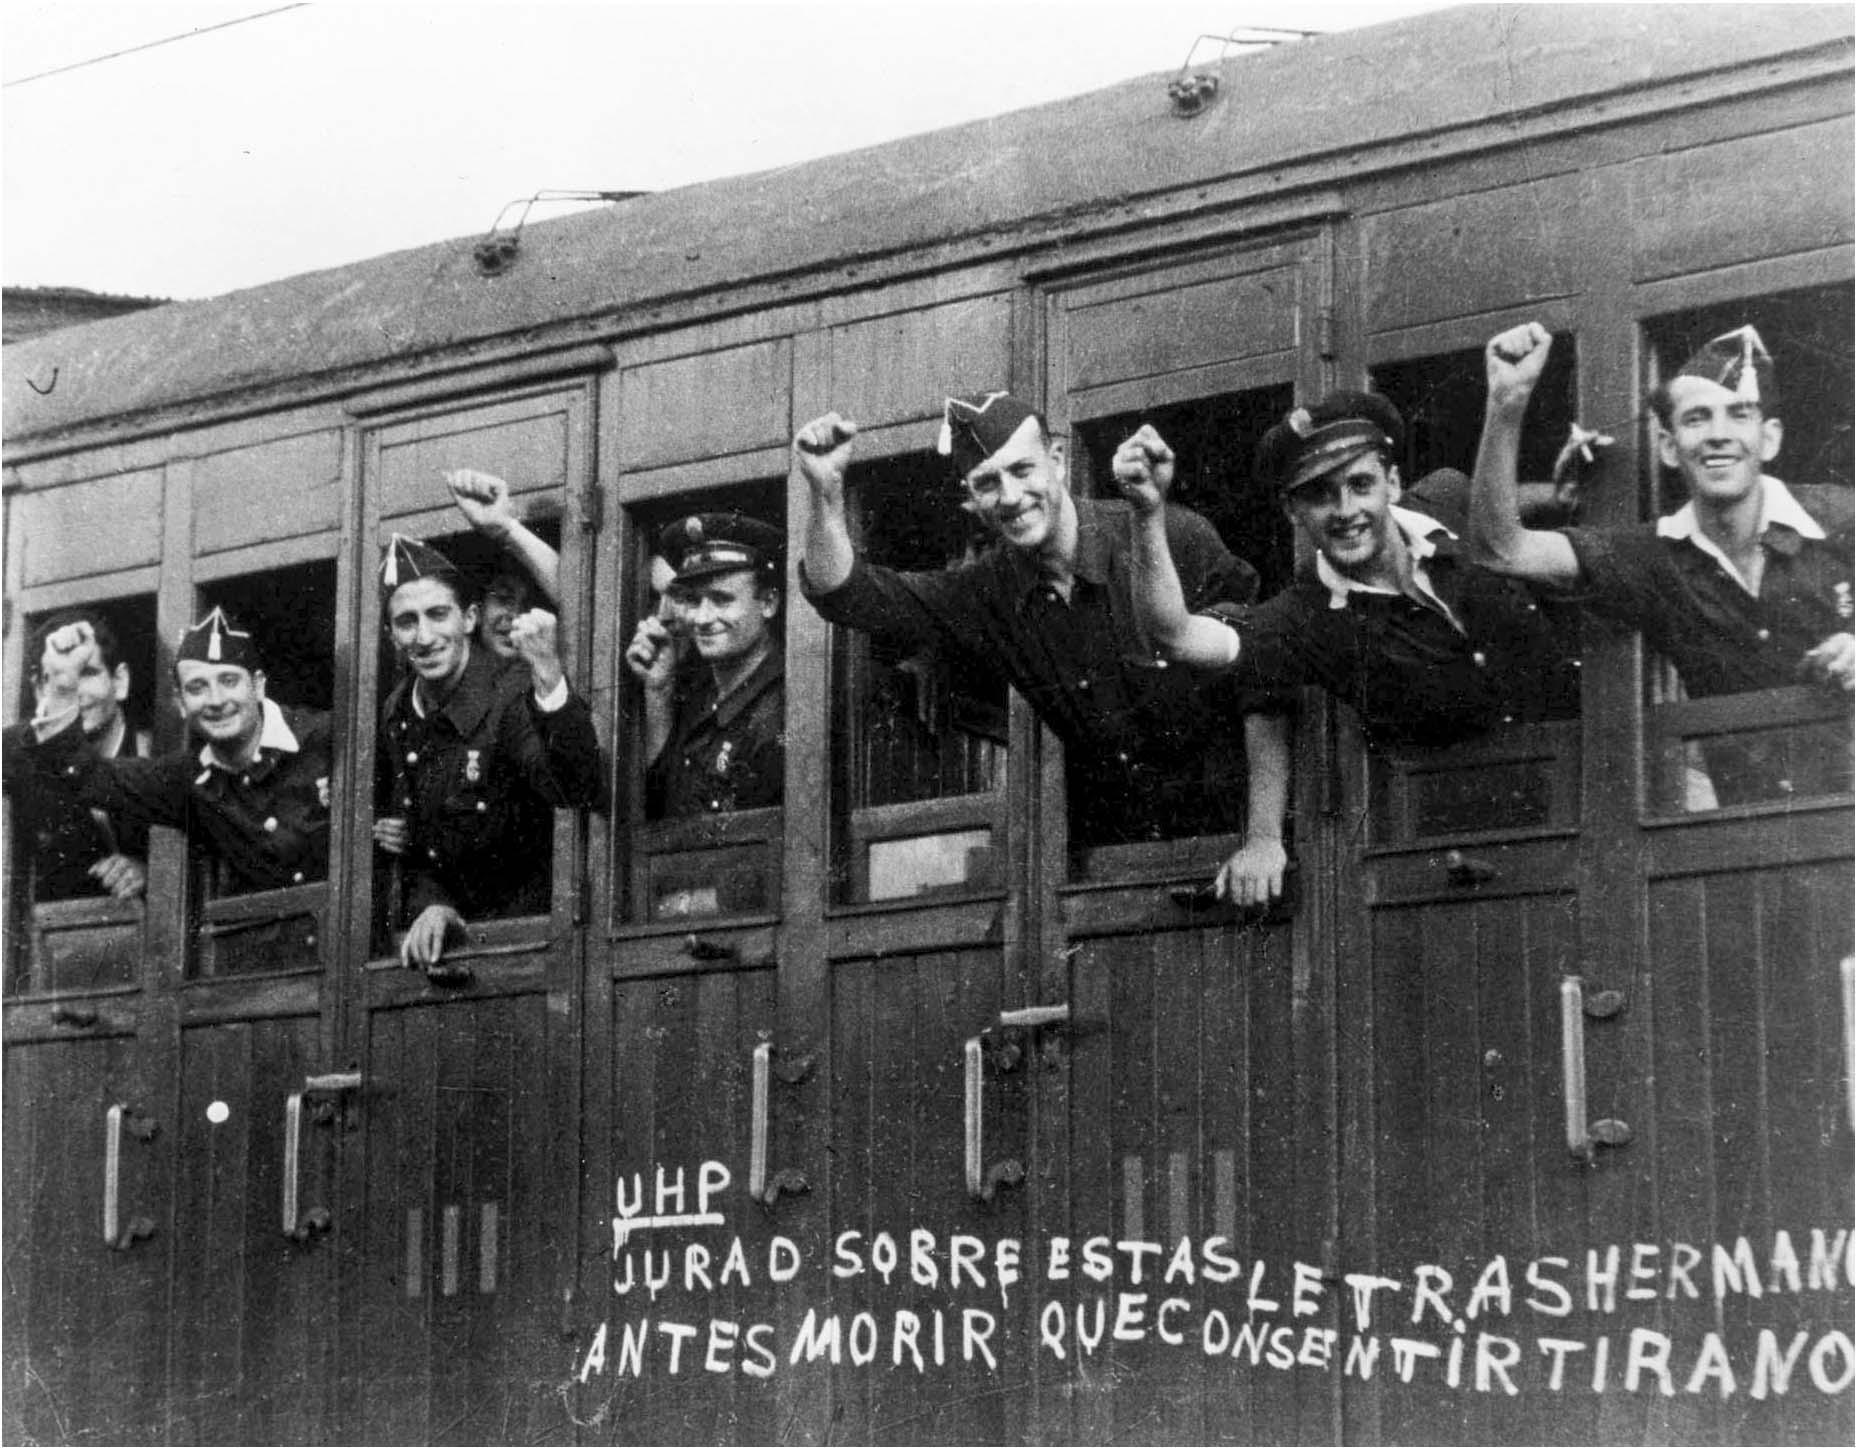 UHP
JURAD SOBRE ESTAS LETRAS HERMANO
ANTES MORIR QUE CONSENTIR TIRANO